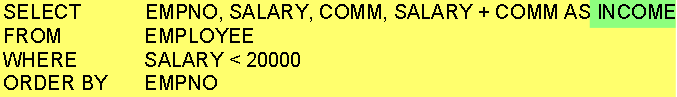 SELECT EMPNO, SALARY, COMM, SALARY + COMM AS INCOME
FROM EMPLOYEE
WHERE SALARY < 20000
ORDER BY EMPNO